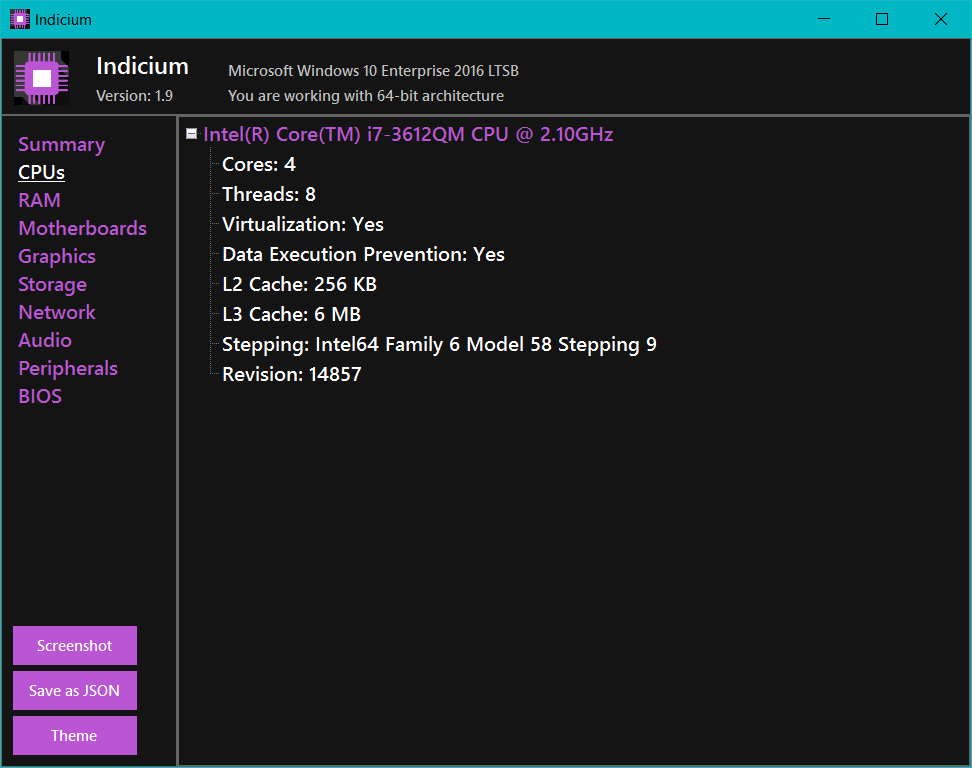 Indicium
Indicium
Version: 1.9
Microsoft Windows 10 Enterprise 2016 LTSB
You are working with 64-bit architecture
Summary
CPUs
RAM
Motherboards
Graphics
Storage
Network
Audio
Peripherals
BIOS
Screenshot
Save as JSON
Theme
Intel(R) Core(TM) i7-3612QM CPU @ 2.10GHz
Cores: 4
Threads: 8
Virtualization: Yes
Data Execution Prevention: Yes
L2 Cache: 256 KB
L3 Cache: 6 MB
Stepping: Intel64 Family 6 Model 58 Stepping 9
Revision: 14857